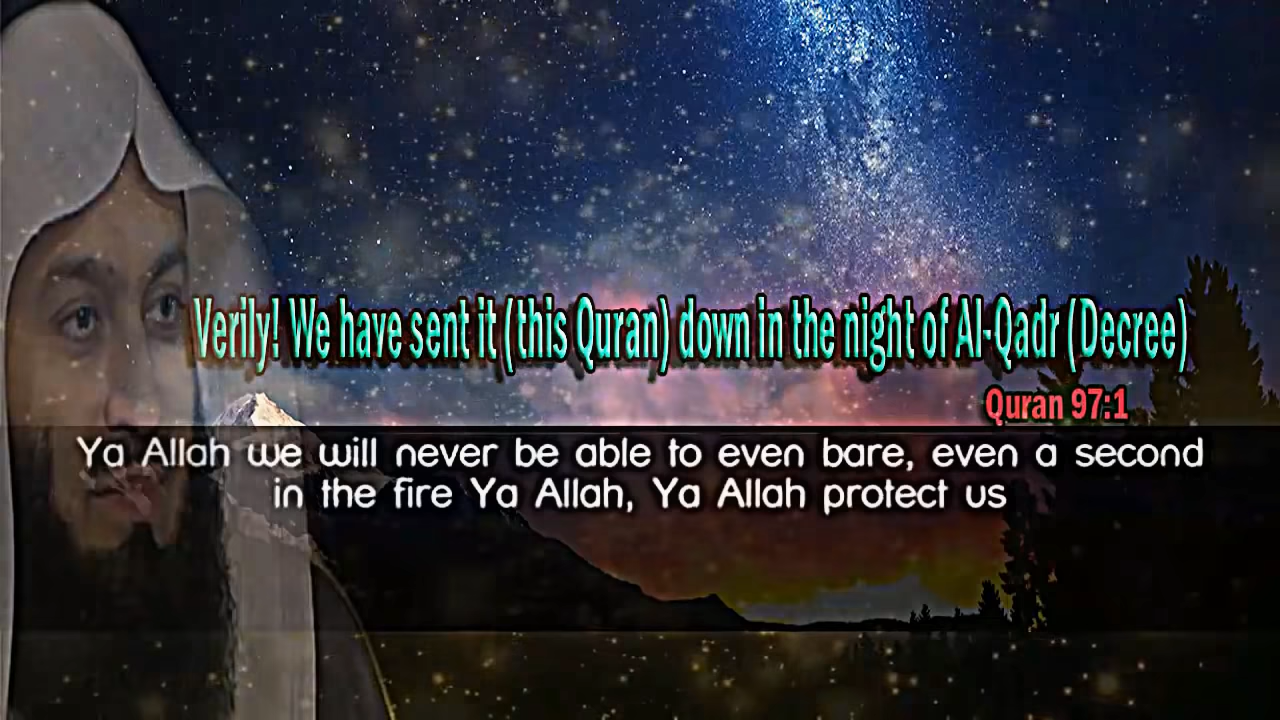 Verily! We have sent it (this Quran) down in the night of Al-Qadr (Decree)
Quran 97:1
Ya Allah we will never be able to even bare, even a second
in the fire Ya Allah, Ya Allah protect us